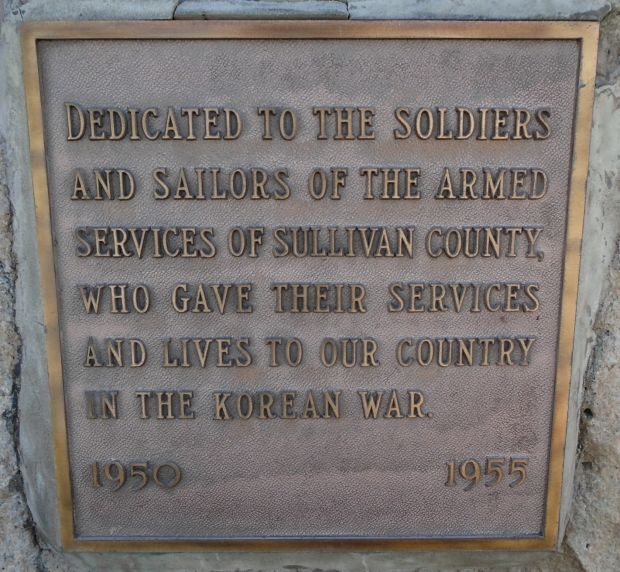 DEDICATED TO THE SOLDIERS
AND SAILORS OF THE ARMED
SERVICES OF SULLIVAN COUNTY,
WHO GAVE THEIR SERVICES
AND LIVES TO OUR COUNTRY
IN THE KOREAN WAR.
1950 1955